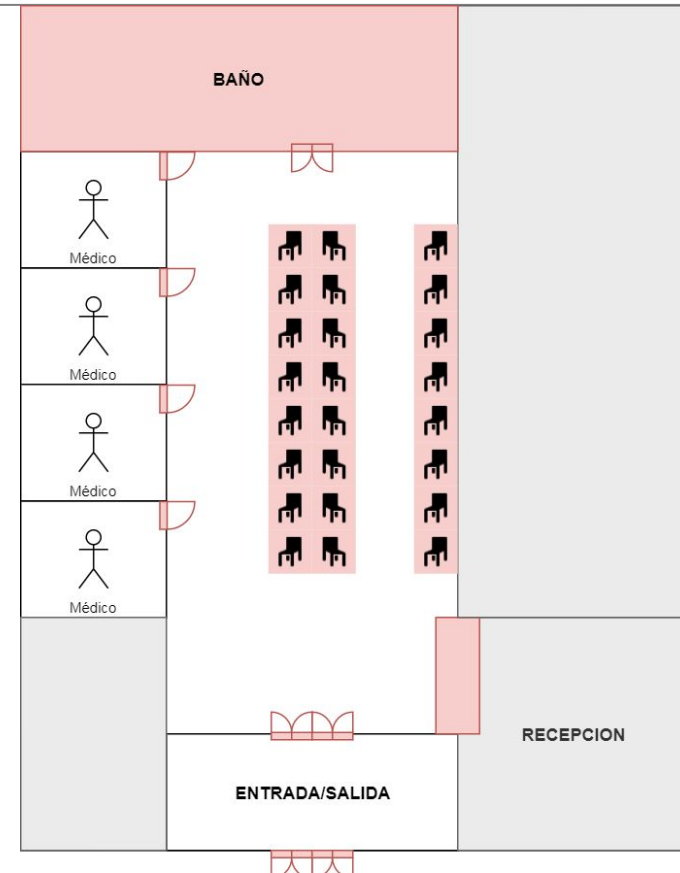 BAÑO
Médico
Médico
Médico
Médico
RECEPCION
ENTRADA/SALIDA